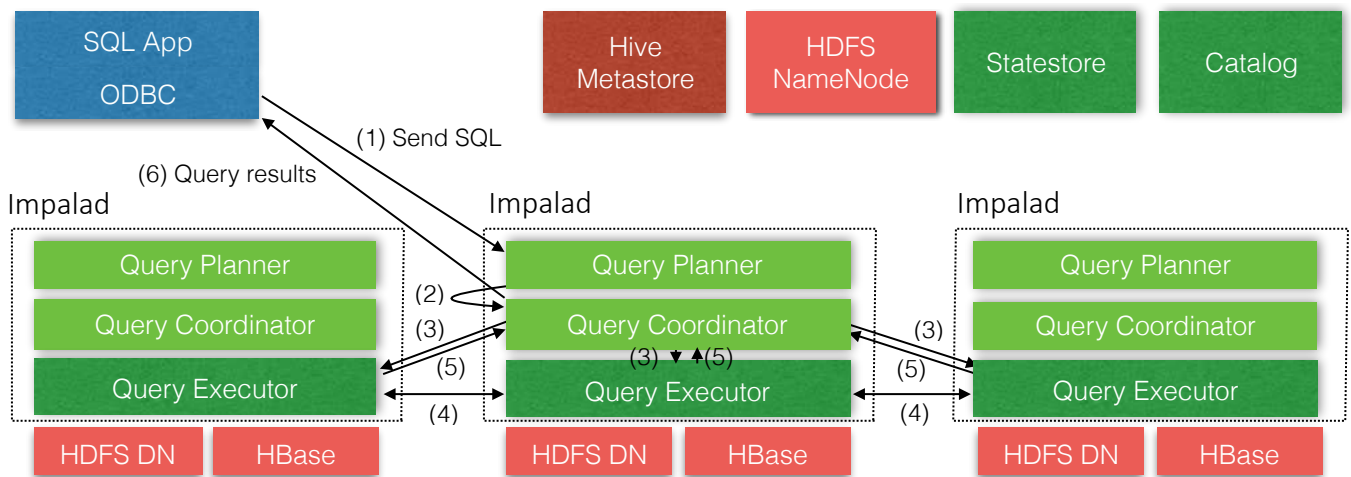 SQL App
ODBC
Hive
Metastore
HDFS
NameNode
Statestore
Catalog
(1) Send SQL
(6) Query results
Impalad
Impalad
Impalad
Query Planner
Query Planner
Query Planner
(2)
Query Coordinator
Query Coordinator
Query Coordinator
(3)
(3)
(3)
(5)
(5)
(5)
Query Executor
Query Executor
Query Executor
(4)
(4)
HDFS DN
HBase
HDFS DN
HBase
HDFS DN
HBase